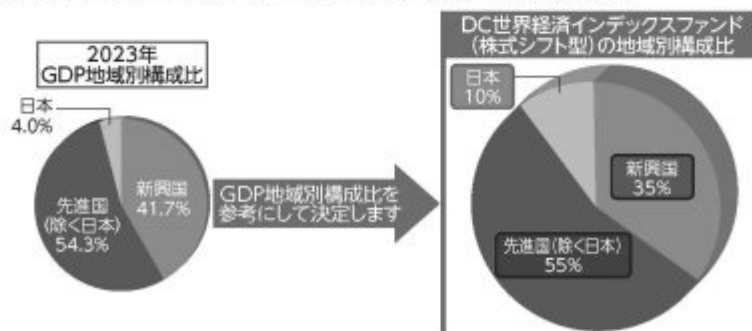 2023年
GDP地域別構成比
日本
4.0%
新興国
41.7%
先進国
(除く日本)
54.3%
GDP地域別構成比を
参考にして決定します
DC世界経済インデックスファンド
(株式シフト型)の地域別構成比
日本
10%
新興国
35%
先進国(除く日本)
55%